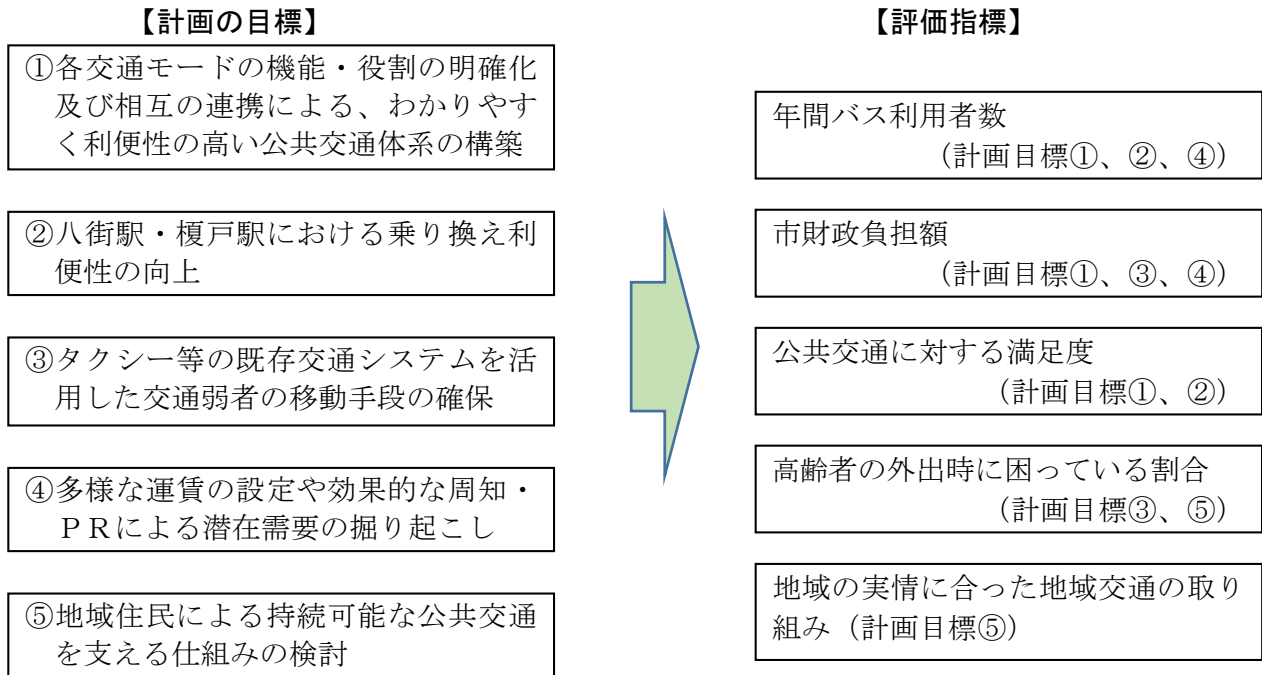 【計画の目標】
①各交通モードの機能・役割の明確化
及び相互の連携による、わかりやす
く利便性の高い公共交通体系の構築
②八街駅・榎戸駅における乗り換え利
便性の向上
③タクシー等の既存交通システムを活
用した交通弱者の移動手段の確保
④多様な運賃の設定や効果的な周知・
ＰＲによる潜在需要の掘り起こし
⑤地域住民による持続可能な公共交通
を支える仕組みの検討
【評価指標】
年間バス利用者数
（計画目標①、②、④）
市財政負担額
（計画目標①、③、④）
公共交通に対する満足度
（計画目標①、②）
高齢者の外出時に困っている割合
（計画目標③、⑤）
地域の実情に合った地域交通の取り
組み（計画目標⑤）